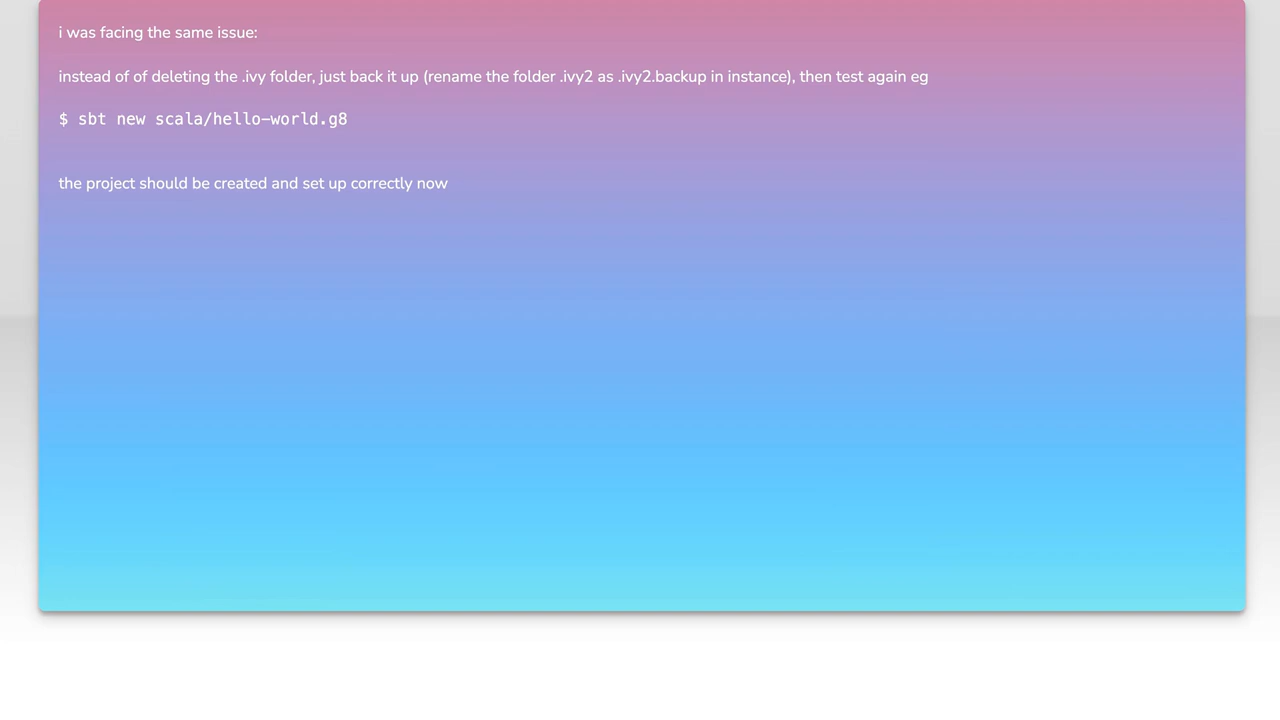 i was facing the same issue:
instead of of deleting the .ivy folder, just back it up (rename the folder .ivy2 as .ivy2.backup in instance), then test again eg
$ sbt new scala/hello-world.g8
the project should be created and set up correctly now